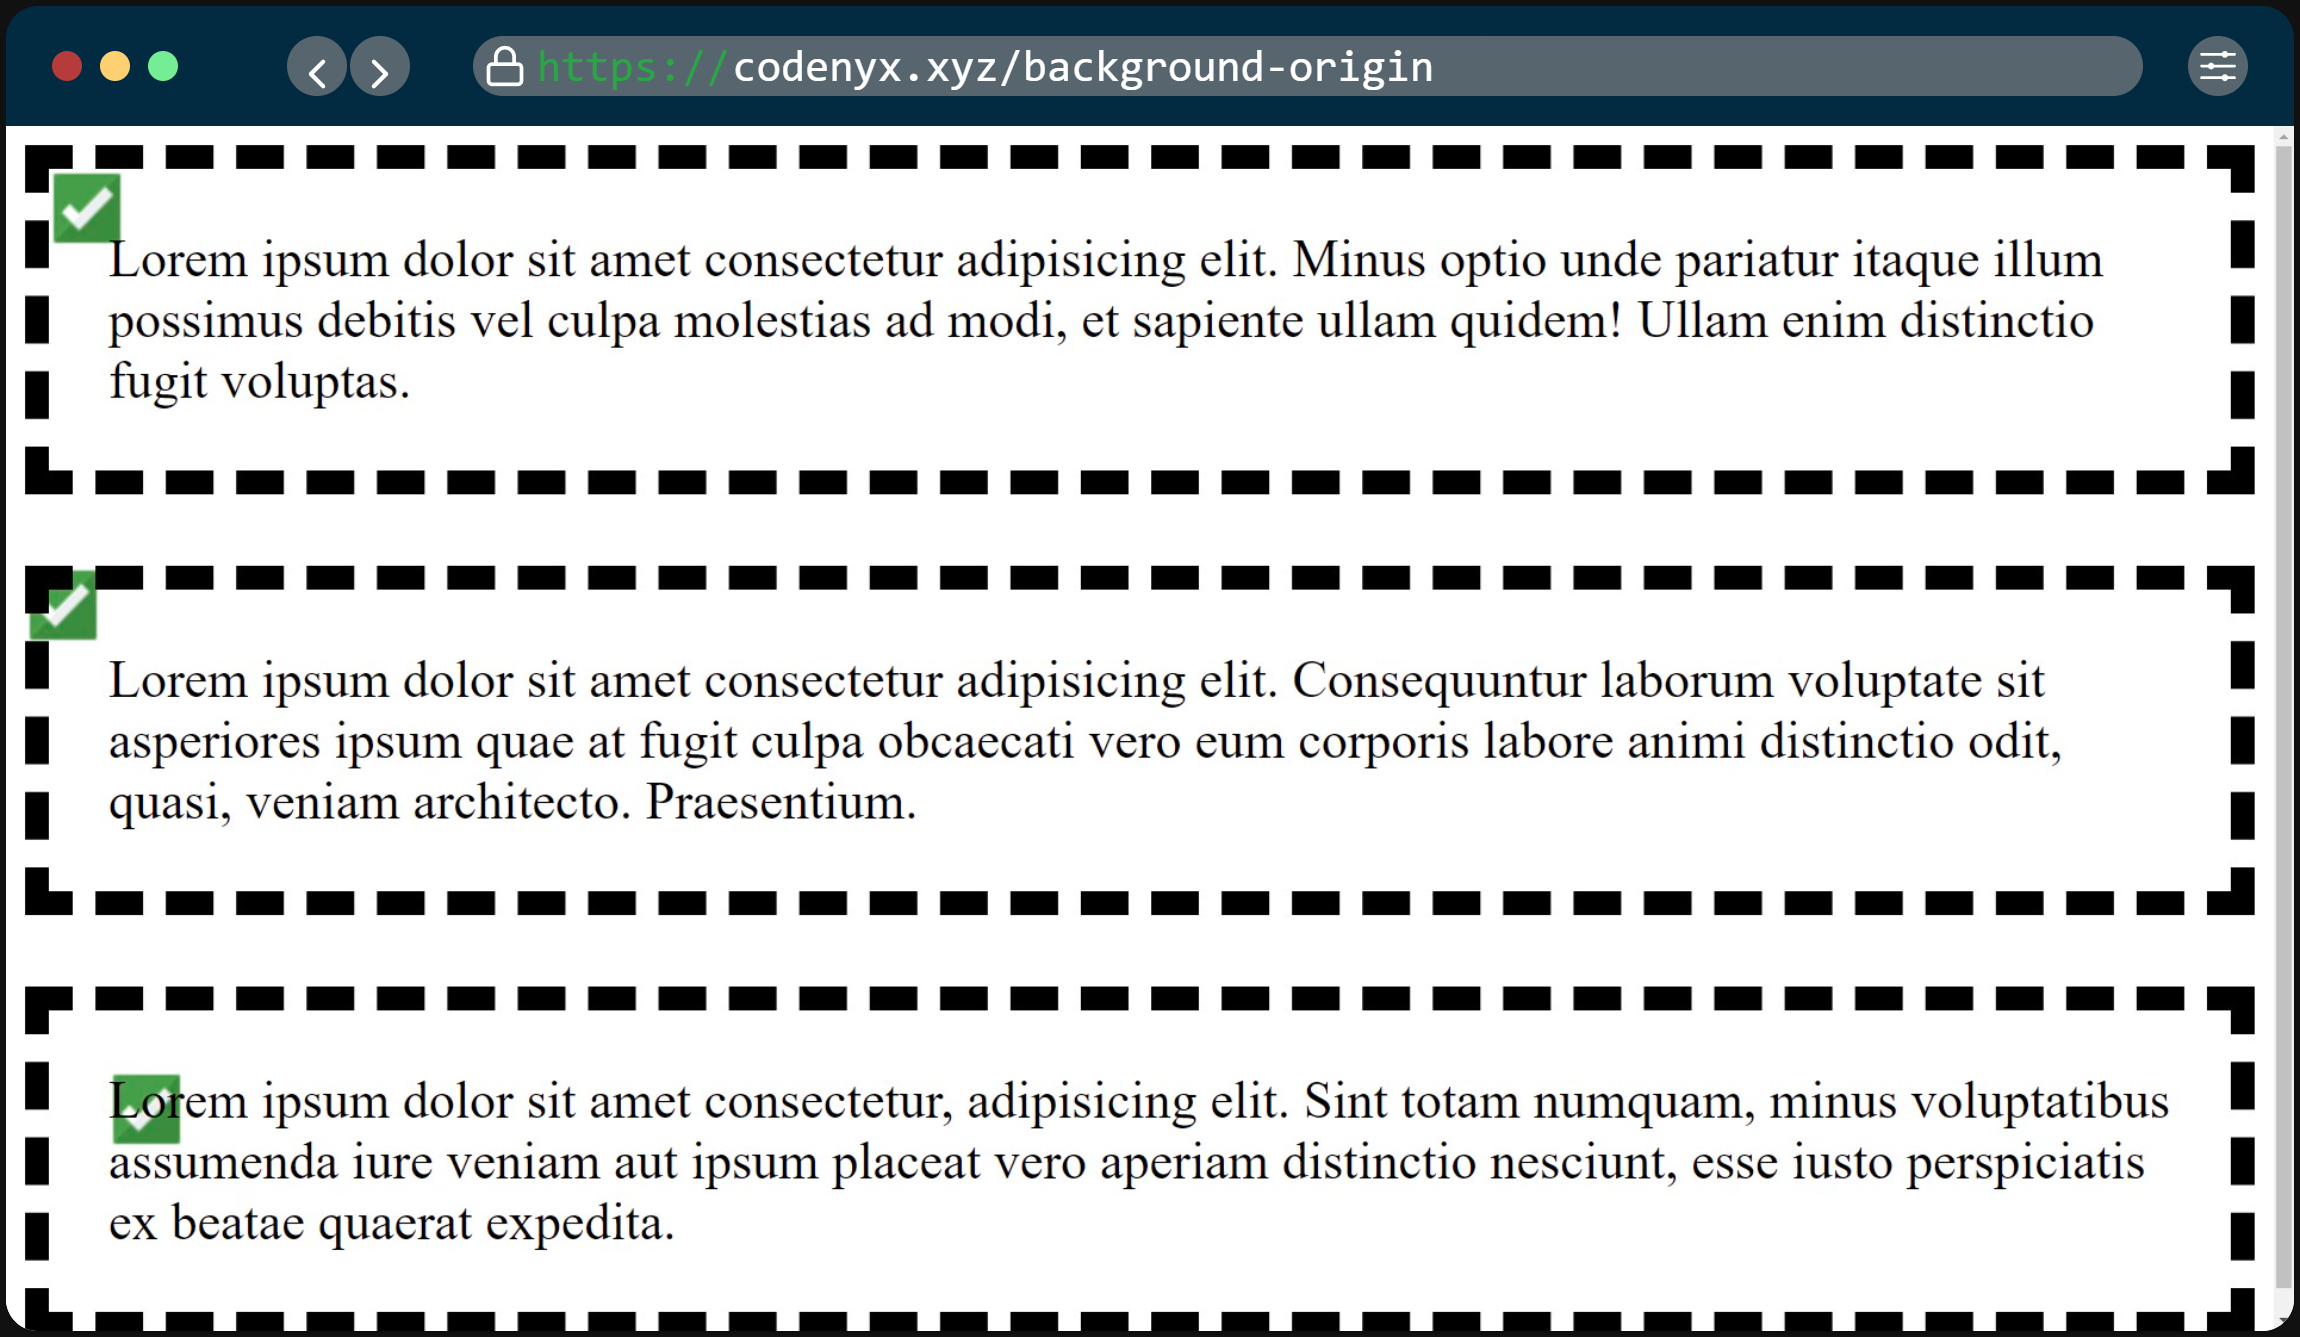 https://codenyx.xyz/background-origin
Lorem ipsum dolor sit amet consectetur adipisicing elit. Minus optio unde pariatur itaque illum
possimus debitis vel culpa molestias ad modi, et sapiente ullam quidem! Ullam enim distinctio
fugit voluptas.
Lorem ipsum dolor sit amet consectetur adipisicing elit. Consequuntur laborum voluptate sit
asperiores ipsum quae at fugit culpa obcaecati vero eum corporis labore animi distinctio odit,
quasi, veniam architecto. Praesentium.
Lorem ipsum dolor sit amet consectetur, adipisicing elit. Sint totam numquam, minus voluptatibus
assumenda iure veniam aut ipsum placeat vero aperiam distinctio nesciunt, esse iusto perspiciatis
ex beatae quaerat expedita.